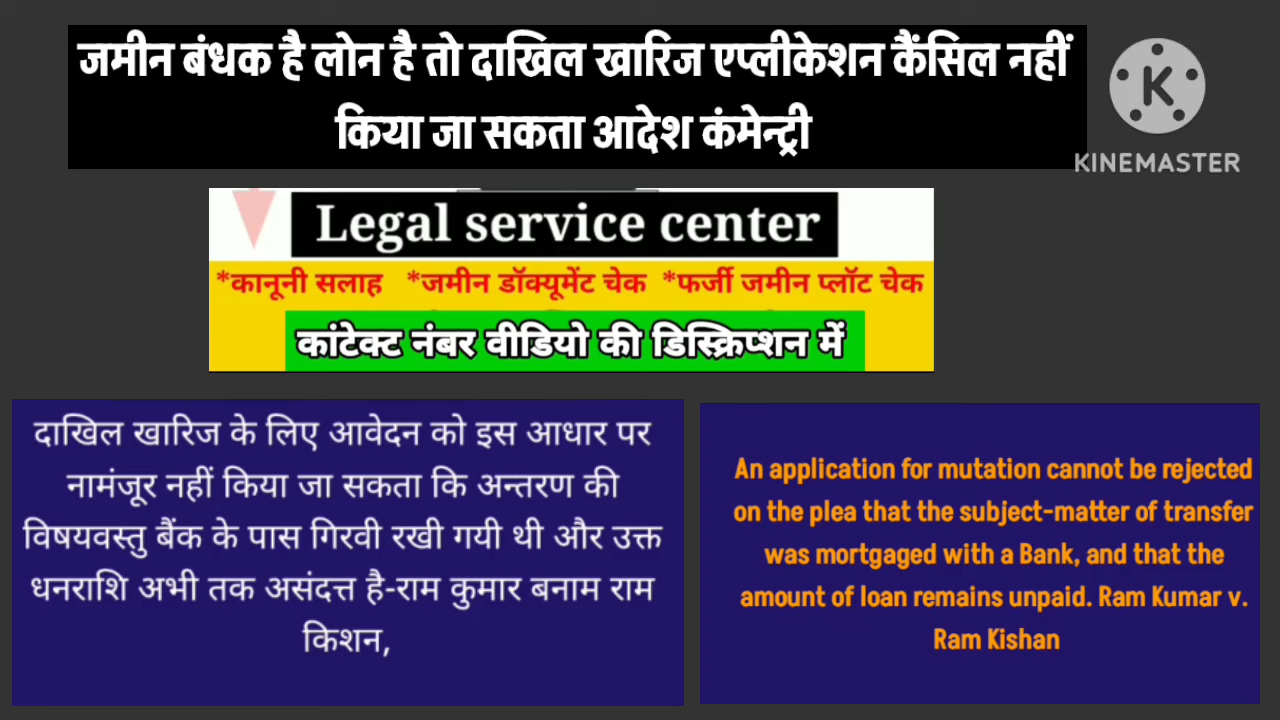 जमीन बंधक है लोन है तो दाखिल खारिज एप्लीकेशन कैंसिल नहीं
किया जा सकता आदेश कंमेन्ट्री
KINEMASTER
Legal service center
*कानूनी सलाह *जमीन डॉक्यूमेंट चेक *फर्जी जमीन प्लॉट चेक
कांटेक्ट नंबर वीडियो की डिस्क्रिप्शन में
दाखिल खारिज के लिए आवेदन को इस आधार पर
नामंजूर नहीं किया जा सकता कि अन्तरण की
विषयवस्तु बैंक के पास गिरवी रखी गयी थी और उक्त
धनराशि अभी तक असंदत्त है-राम कुमार बनाम राम
किशन,
An application for mutation cannot be rejected
on the plea that the subject-matter of transfer
was mortgaged with a Bank, and that the
amount of loan remains unpaid. Ram Kumar v.
Ram Kishan